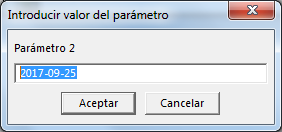 Introducir valor del parámetro
Parámetro 2
2017-09-25
Aceptar
Cancelar